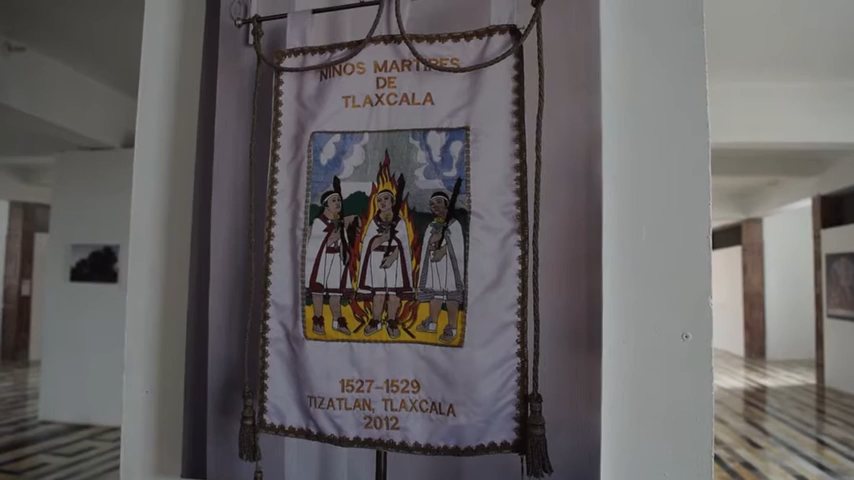 NIÑOS MARTIRES
DE
TLAXCALA
1527-1529
TIZATLAN, TLAXCALA
2012